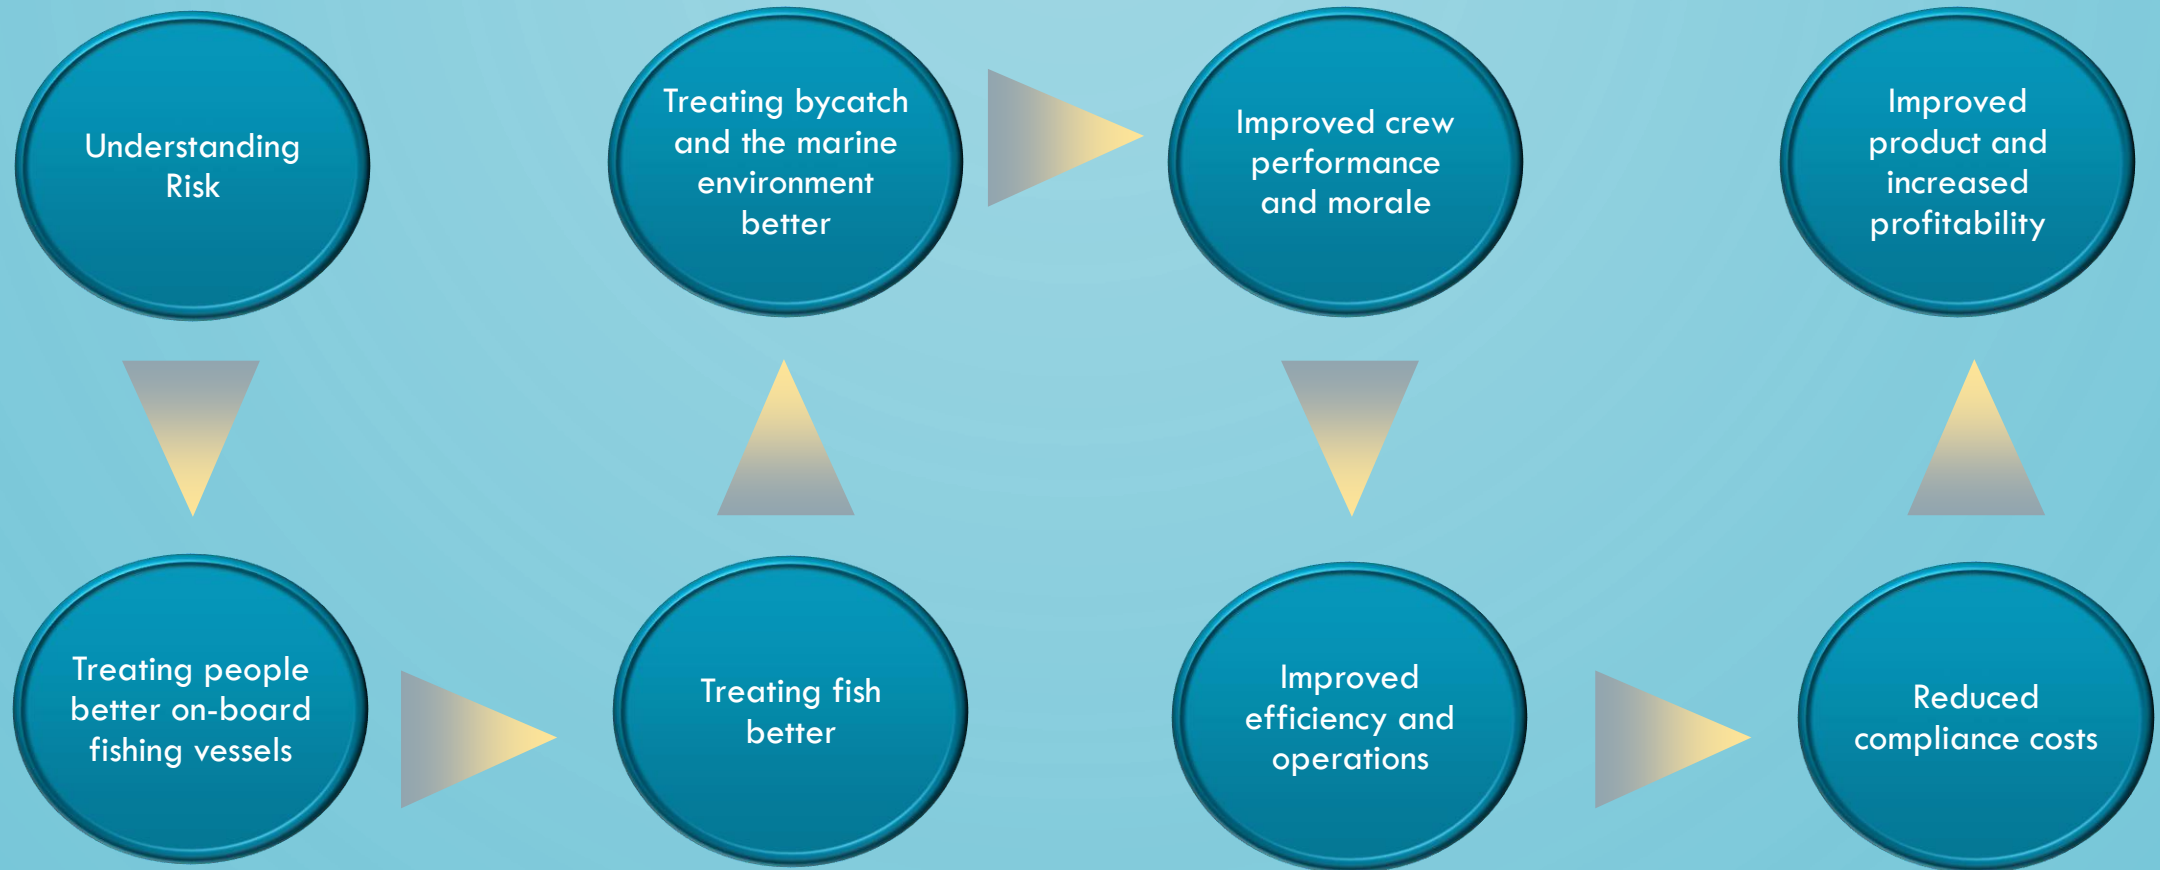 Understanding
Risk
Treating people
better on-board
fishing vessels
Treating fish
better
Treating bycatch
and the marine
environment
better
Improved crew
performance
and morale
Improved
efficiency and
operations
Reduced
compliance costs
Improved
product and
increased
profitability